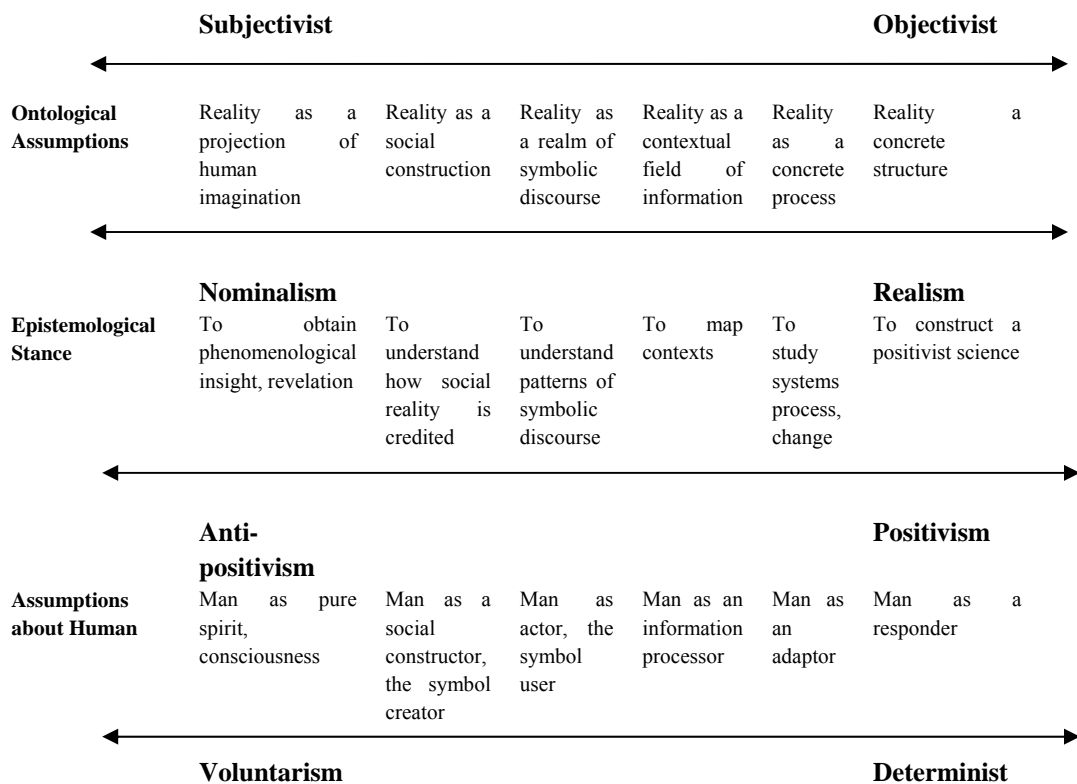 Subjectivist Objectivist
Ontological Assumptions
Reality as a projection of human imagination
Reality as a social construction
Reality as a realm of symbolic discourse
Reality as a contextual field of information
Reality as a concrete process
Reality a concrete structure
Nominalism Realism
Epistemological Stance
To obtain phenomenological insight, revelation
To understand how social reality is credited
To understand patterns of symbolic discourse
To map contexts
To study systems process, change
To construct a positivist science
Anti-positivism Positivism
Assumptions about Human
Man as pure spirit, consciousness
Man as a social constructor, the symbol creator
Man as actor, the symbol user
Man as an information processor
Man as an adaptor
Man as a responder
Voluntarism Determinist